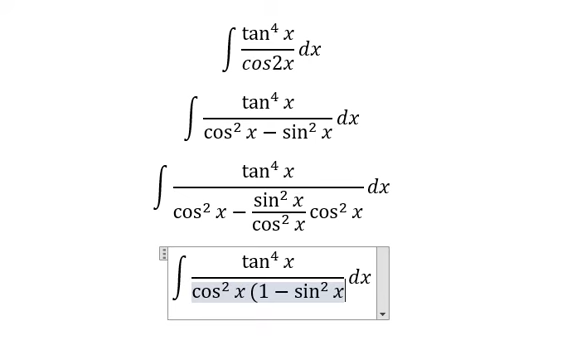 ∫ tan⁴ x / cos2x dx
∫ tan⁴ x / (cos² x − sin² x) dx
∫ tan⁴ x / (cos² x − (sin² x / cos² x) cos² x) dx
∫ tan⁴ x / (cos² x (1 − sin² x) dx